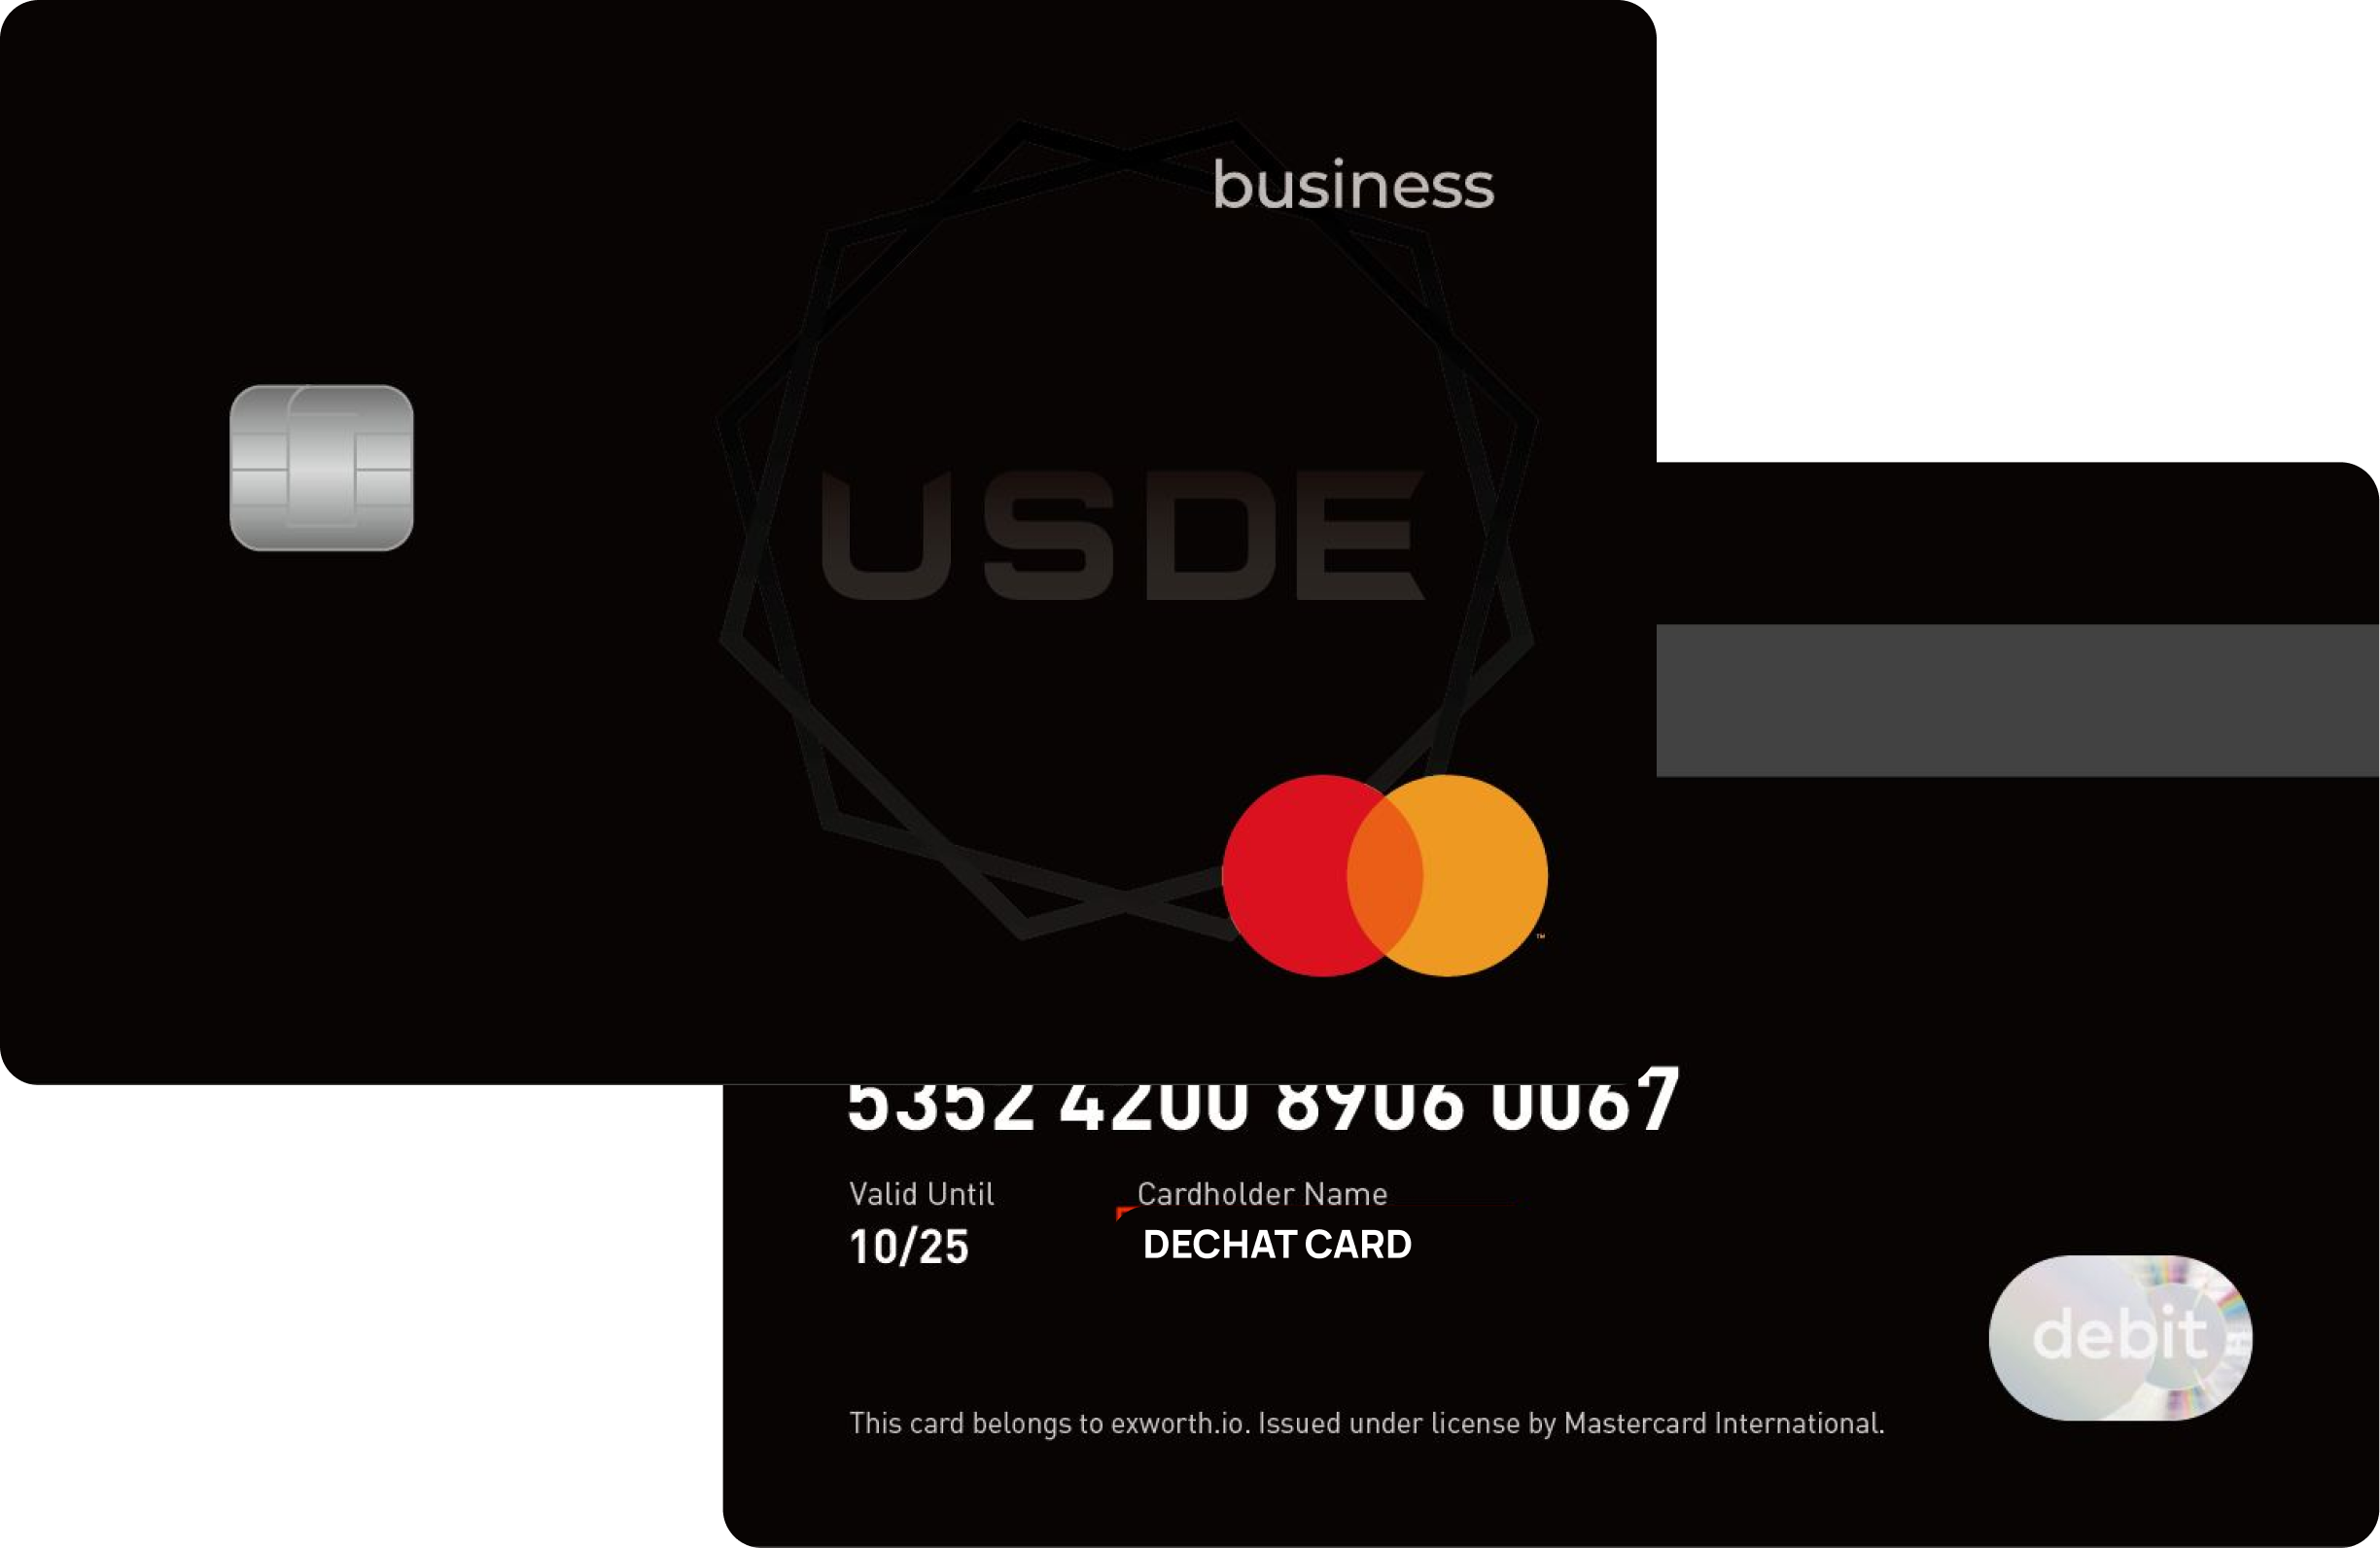 business
USDE
™
5352 4200 8906 0067
Valid Until
Cardholder Name
10/25
DECHAT CARD
debit
This card belongs to exworth.io. Issued under license by Mastercard International.